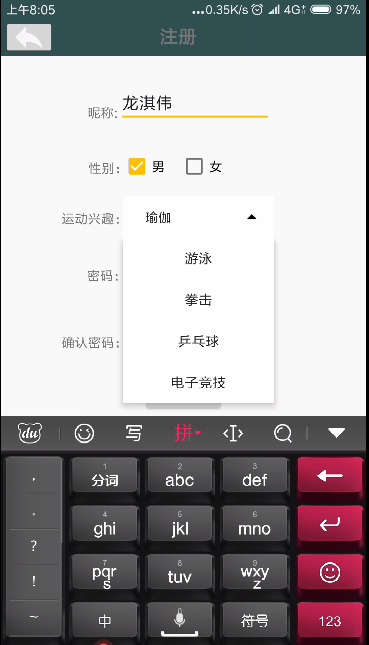 上午8:05 ...0.35K/s 4G 97%
注册
昵称: 龙淇伟
性别: 男 女
运动兴趣: 瑜伽
游泳
密码:
拳击
确认密码: 乒乓球
电子竞技
du 写 拼
, 1 分词 2 abc 3 def
。 4 ghi 5 jkl 6 mno
? 7 pqrs 8 tuv 9 wxyz
!
~ 中 符号 123